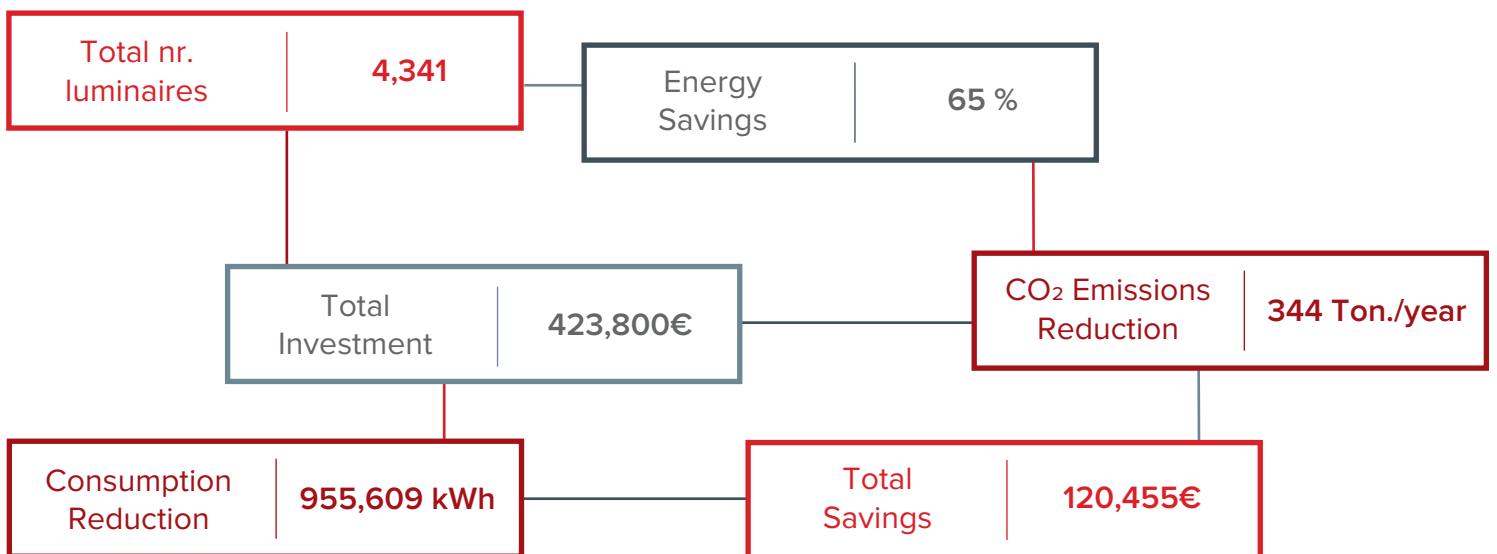 Total nr.
luminaires
4,341
Energy
Savings
65 %
Total
Investment
423,800€
CO₂ Emissions
Reduction
344 Ton./year
Consumption
Reduction
955,609 kWh
Total
Savings
120,455€